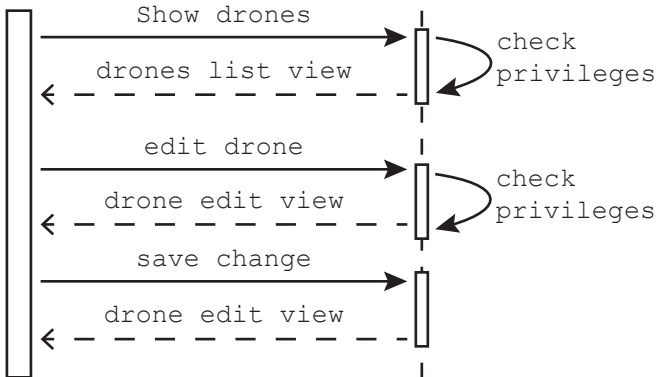 Show drones
check
privileges
drones list view
edit drone
check
privileges
drone edit view
save change
drone edit view